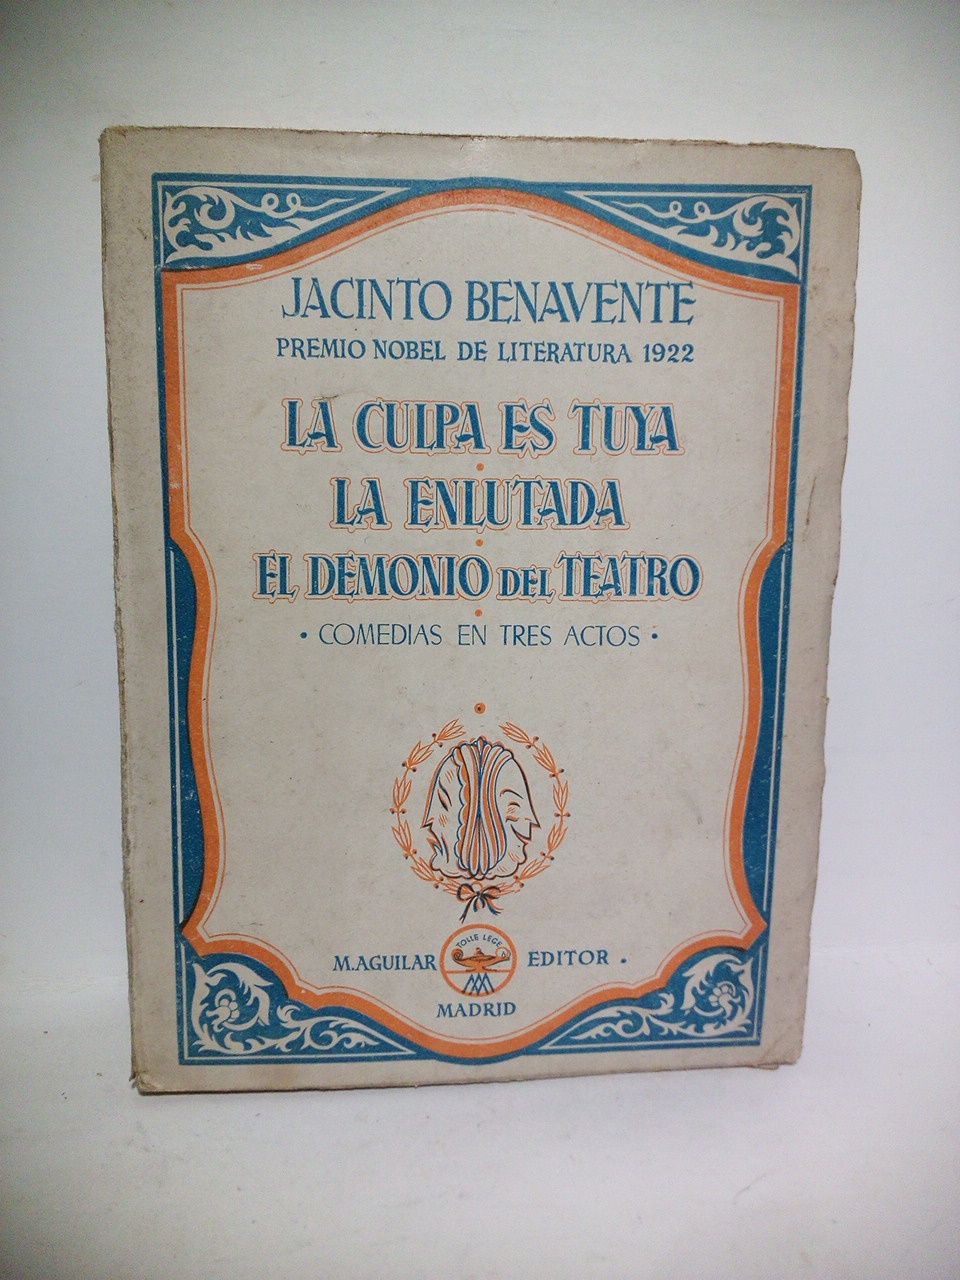 JACINTO BENAVENTE
PREMIO NOBEL DE LITERATURA 1922
LA CULPA ES TUYA
LA ENLUTADA
EL DEMONIO DEL TEATRO
• COMEDIAS EN TRES ACTOS •
TOLLE LEGE
M. AGUILAR EDITOR •
MADRID